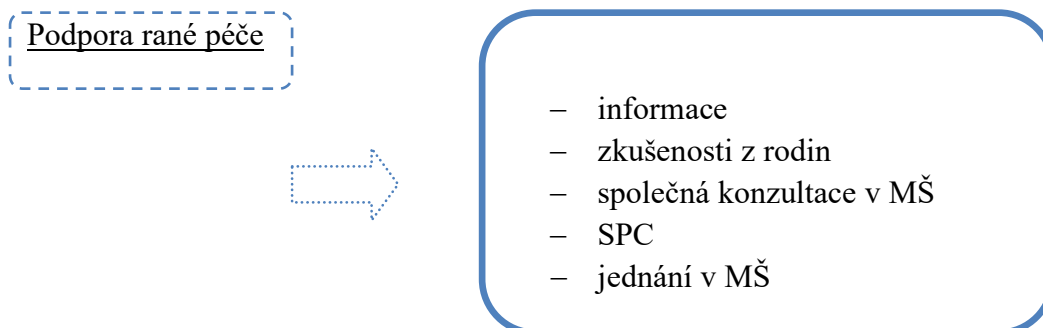 Podpora rané péče
– informace
– zkušenosti z rodin
– společná konzultace v MŠ
– SPC
– jednání v MŠ